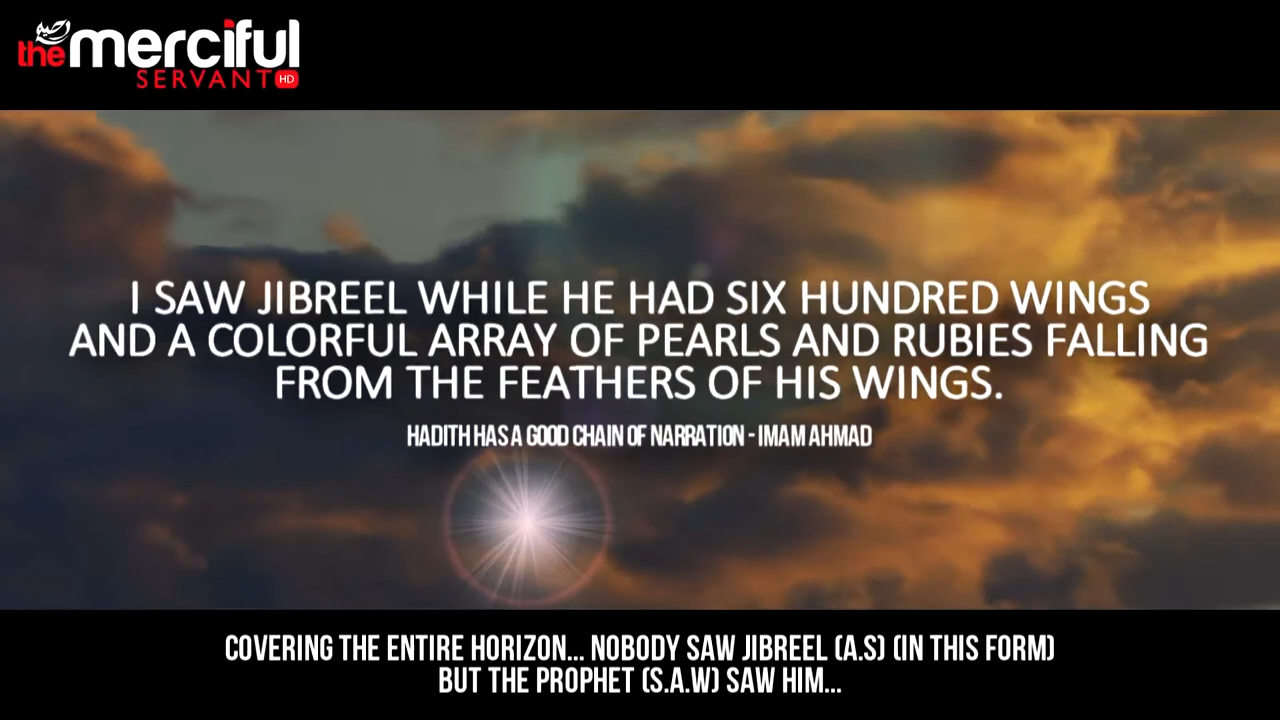 the merciful
SERVANT HD
I SAW JIBREEL WHILE HE HAD SIX HUNDRED WINGS
AND A COLORFUL ARRAY OF PEARLS AND RUBIES FALLING
FROM THE FEATHERS OF HIS WINGS.
HADITH HAS A GOOD CHAIN OF NARRATION - IMAM AHMAD
COVERING THE ENTIRE HORIZON... NOBODY SAW JIBREEL (A.S) (IN THIS FORM)
BUT THE PROPHET (S.A.W) SAW HIM...